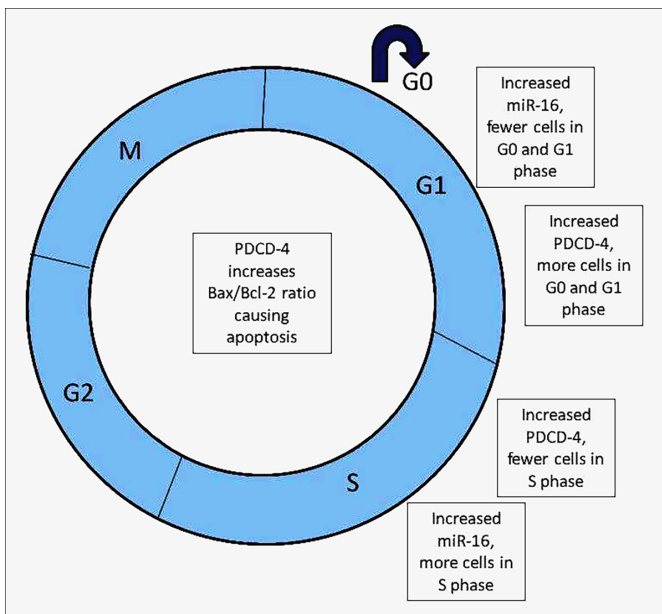 G0
Increased
miR-16,
fewer cells in
G0 and G1
phase
M
G1
Increased
PDCD-4,
more cells in
G0 and G1
phase
PDCD-4
increases
Bax/Bcl-2 ratio
causing
apoptosis
G2
Increased
PDCD-4,
fewer cells in
S phase
S
Increased
miR-16,
more cells in
S phase